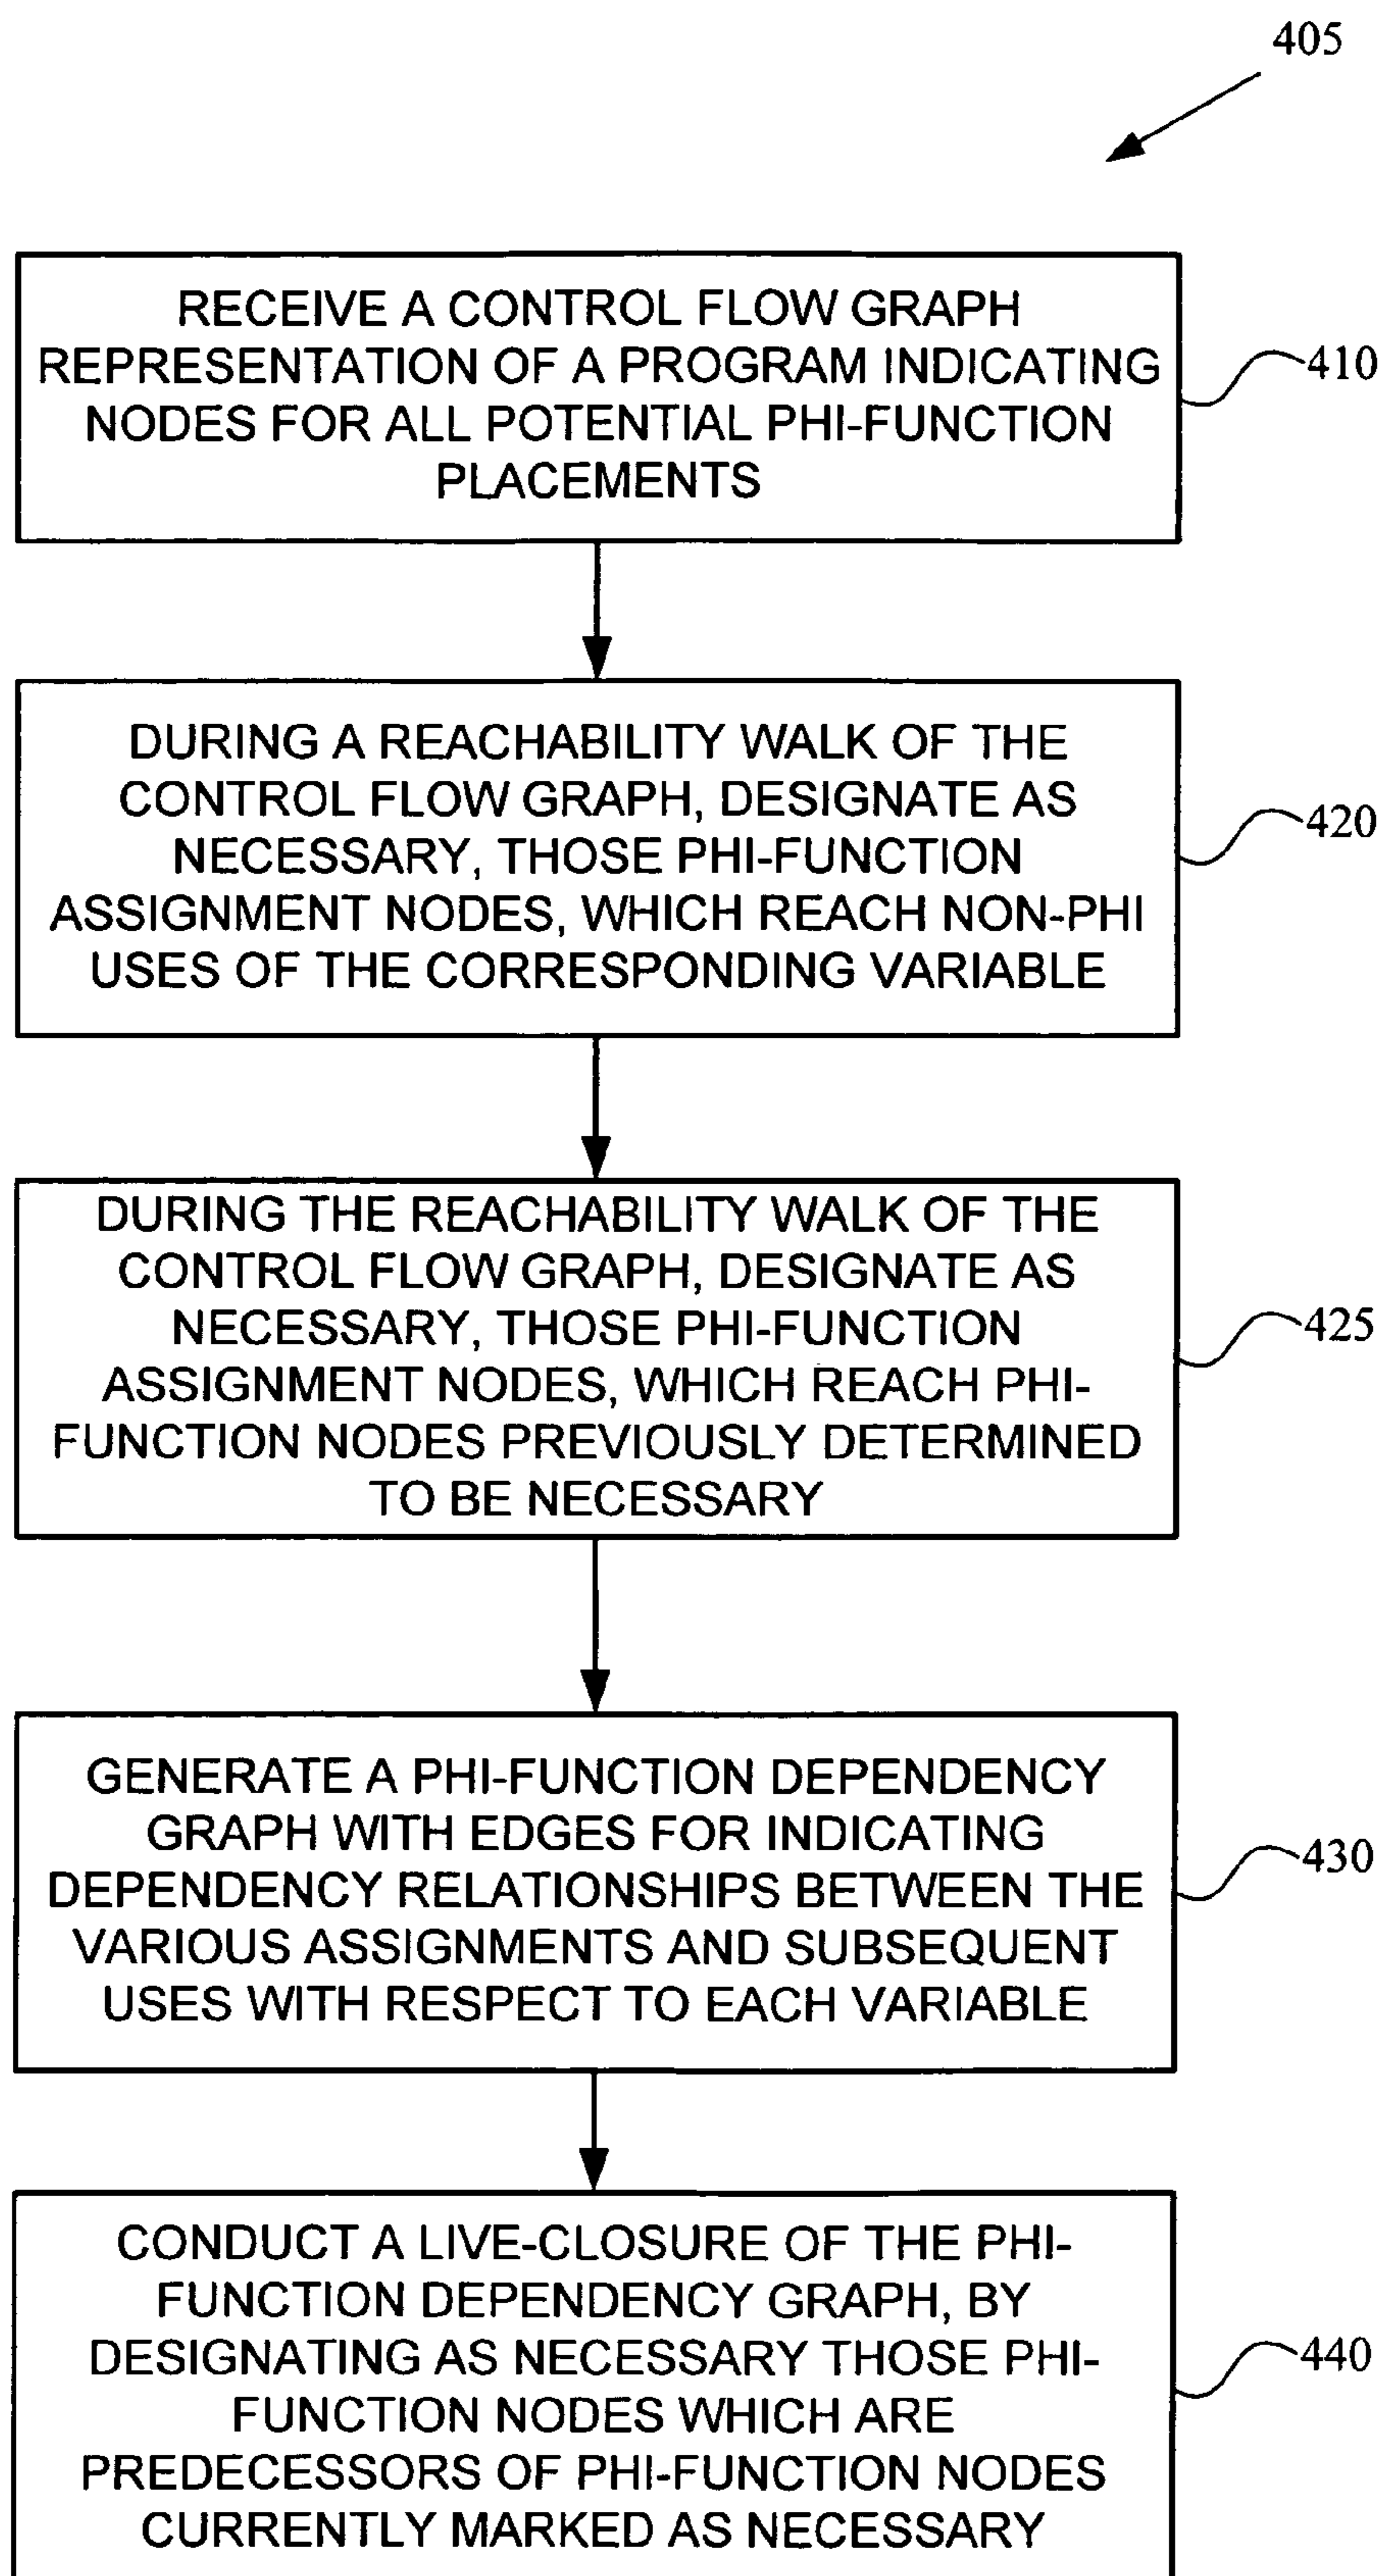 405
RECEIVE A CONTROL FLOW GRAPH
REPRESENTATION OF A PROGRAM INDICATING
NODES FOR ALL POTENTIAL PHI-FUNCTION
PLACEMENTS
410
DURING A REACHABILITY WALK OF THE
CONTROL FLOW GRAPH, DESIGNATE AS
NECESSARY, THOSE PHI-FUNCTION
ASSIGNMENT NODES, WHICH REACH NON-PHI
USES OF THE CORRESPONDING VARIABLE
420
DURING THE REACHABILITY WALK OF THE
CONTROL FLOW GRAPH, DESIGNATE AS
NECESSARY, THOSE PHI-FUNCTION
ASSIGNMENT NODES, WHICH REACH PHI-
FUNCTION NODES PREVIOUSLY DETERMINED
TO BE NECESSARY
425
GENERATE A PHI-FUNCTION DEPENDENCY
GRAPH WITH EDGES FOR INDICATING
DEPENDENCY RELATIONSHIPS BETWEEN THE
VARIOUS ASSIGNMENTS AND SUBSEQUENT
USES WITH RESPECT TO EACH VARIABLE
430
CONDUCT A LIVE-CLOSURE OF THE PHI-
FUNCTION DEPENDENCY GRAPH, BY
DESIGNATING AS NECESSARY THOSE PHI-
FUNCTION NODES WHICH ARE
PREDECESSORS OF PHI-FUNCTION NODES
CURRENTLY MARKED AS NECESSARY
440